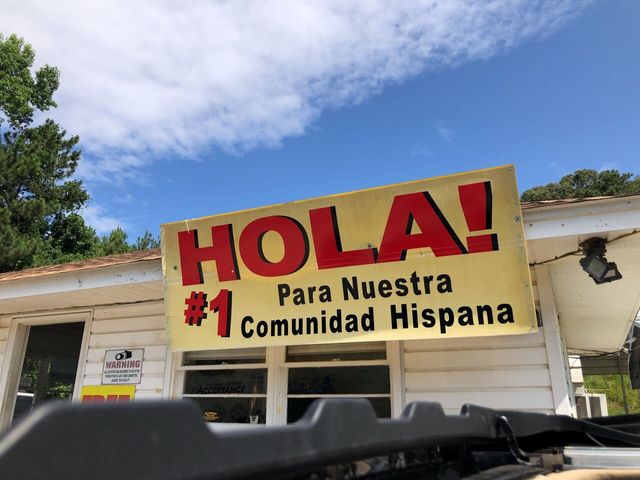 HOLA!
#1 Para Nuestra
Comunidad Hispana
WARNING
//ACCEPTANCE